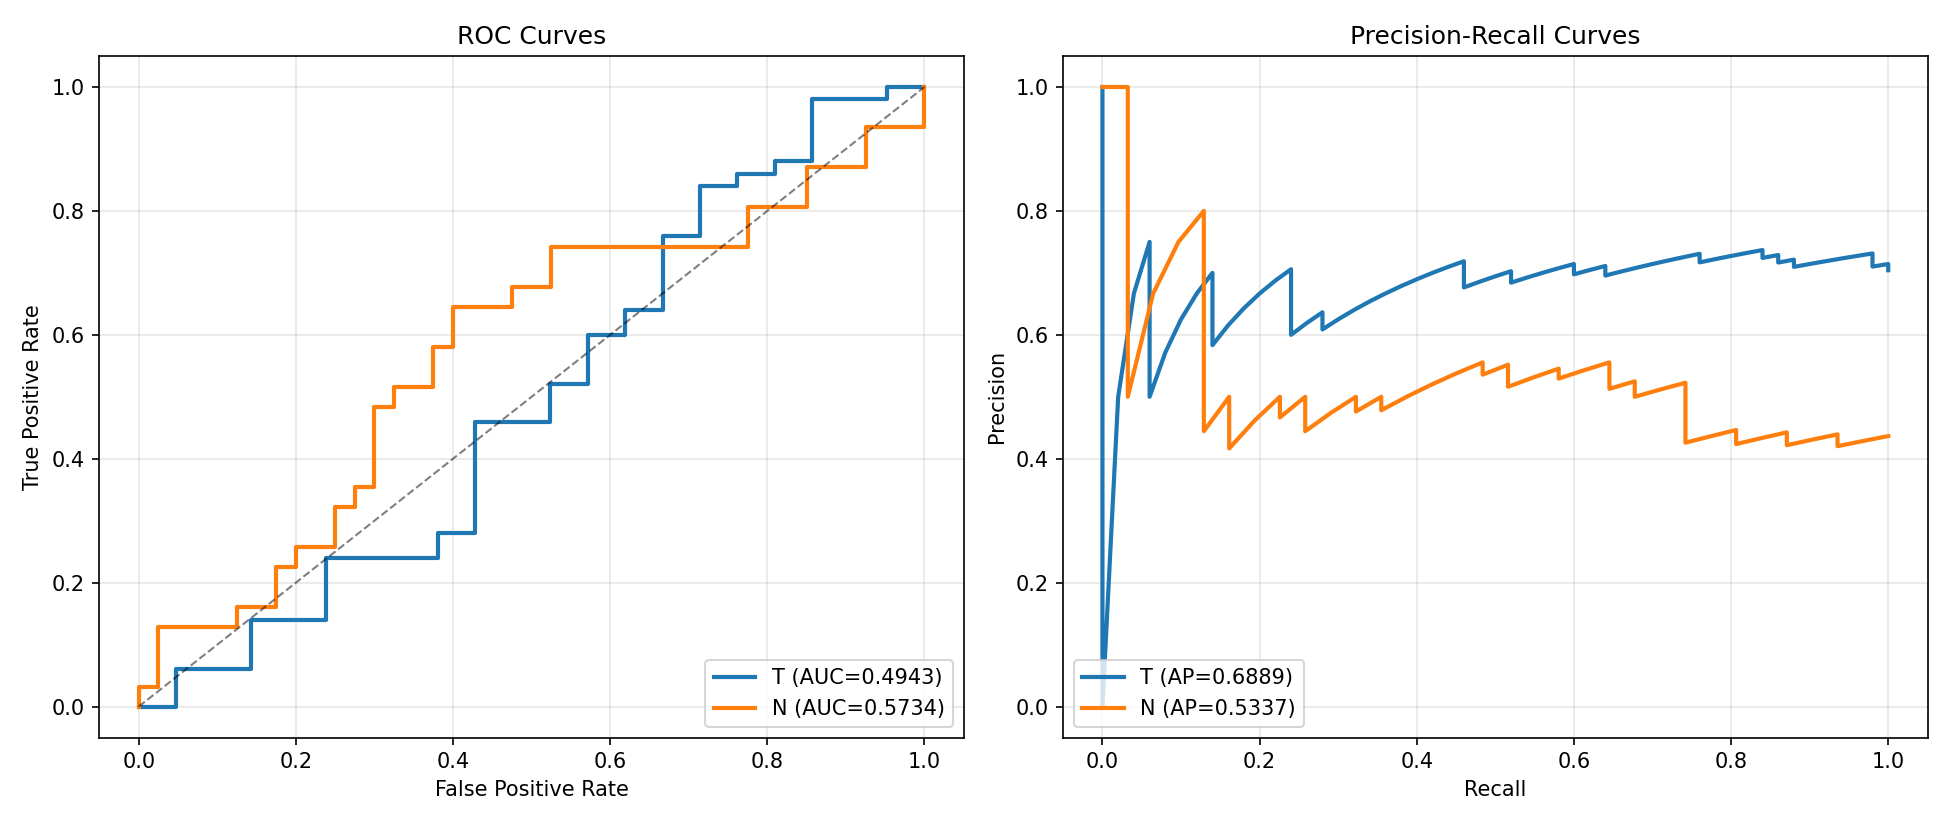 ROC Curves
True Positive Rate
1.0
0.8
0.6
0.4
0.2
0.0
T (AUC=0.4943)
N (AUC=0.5734)
0.0 0.2 0.4 0.6 0.8 1.0
False Positive Rate
Precision-Recall Curves
Precision
1.0
0.8
0.6
0.4
0.2
0.0
T (AP=0.6889)
N (AP=0.5337)
0.0 0.2 0.4 0.6 0.8 1.0
Recall